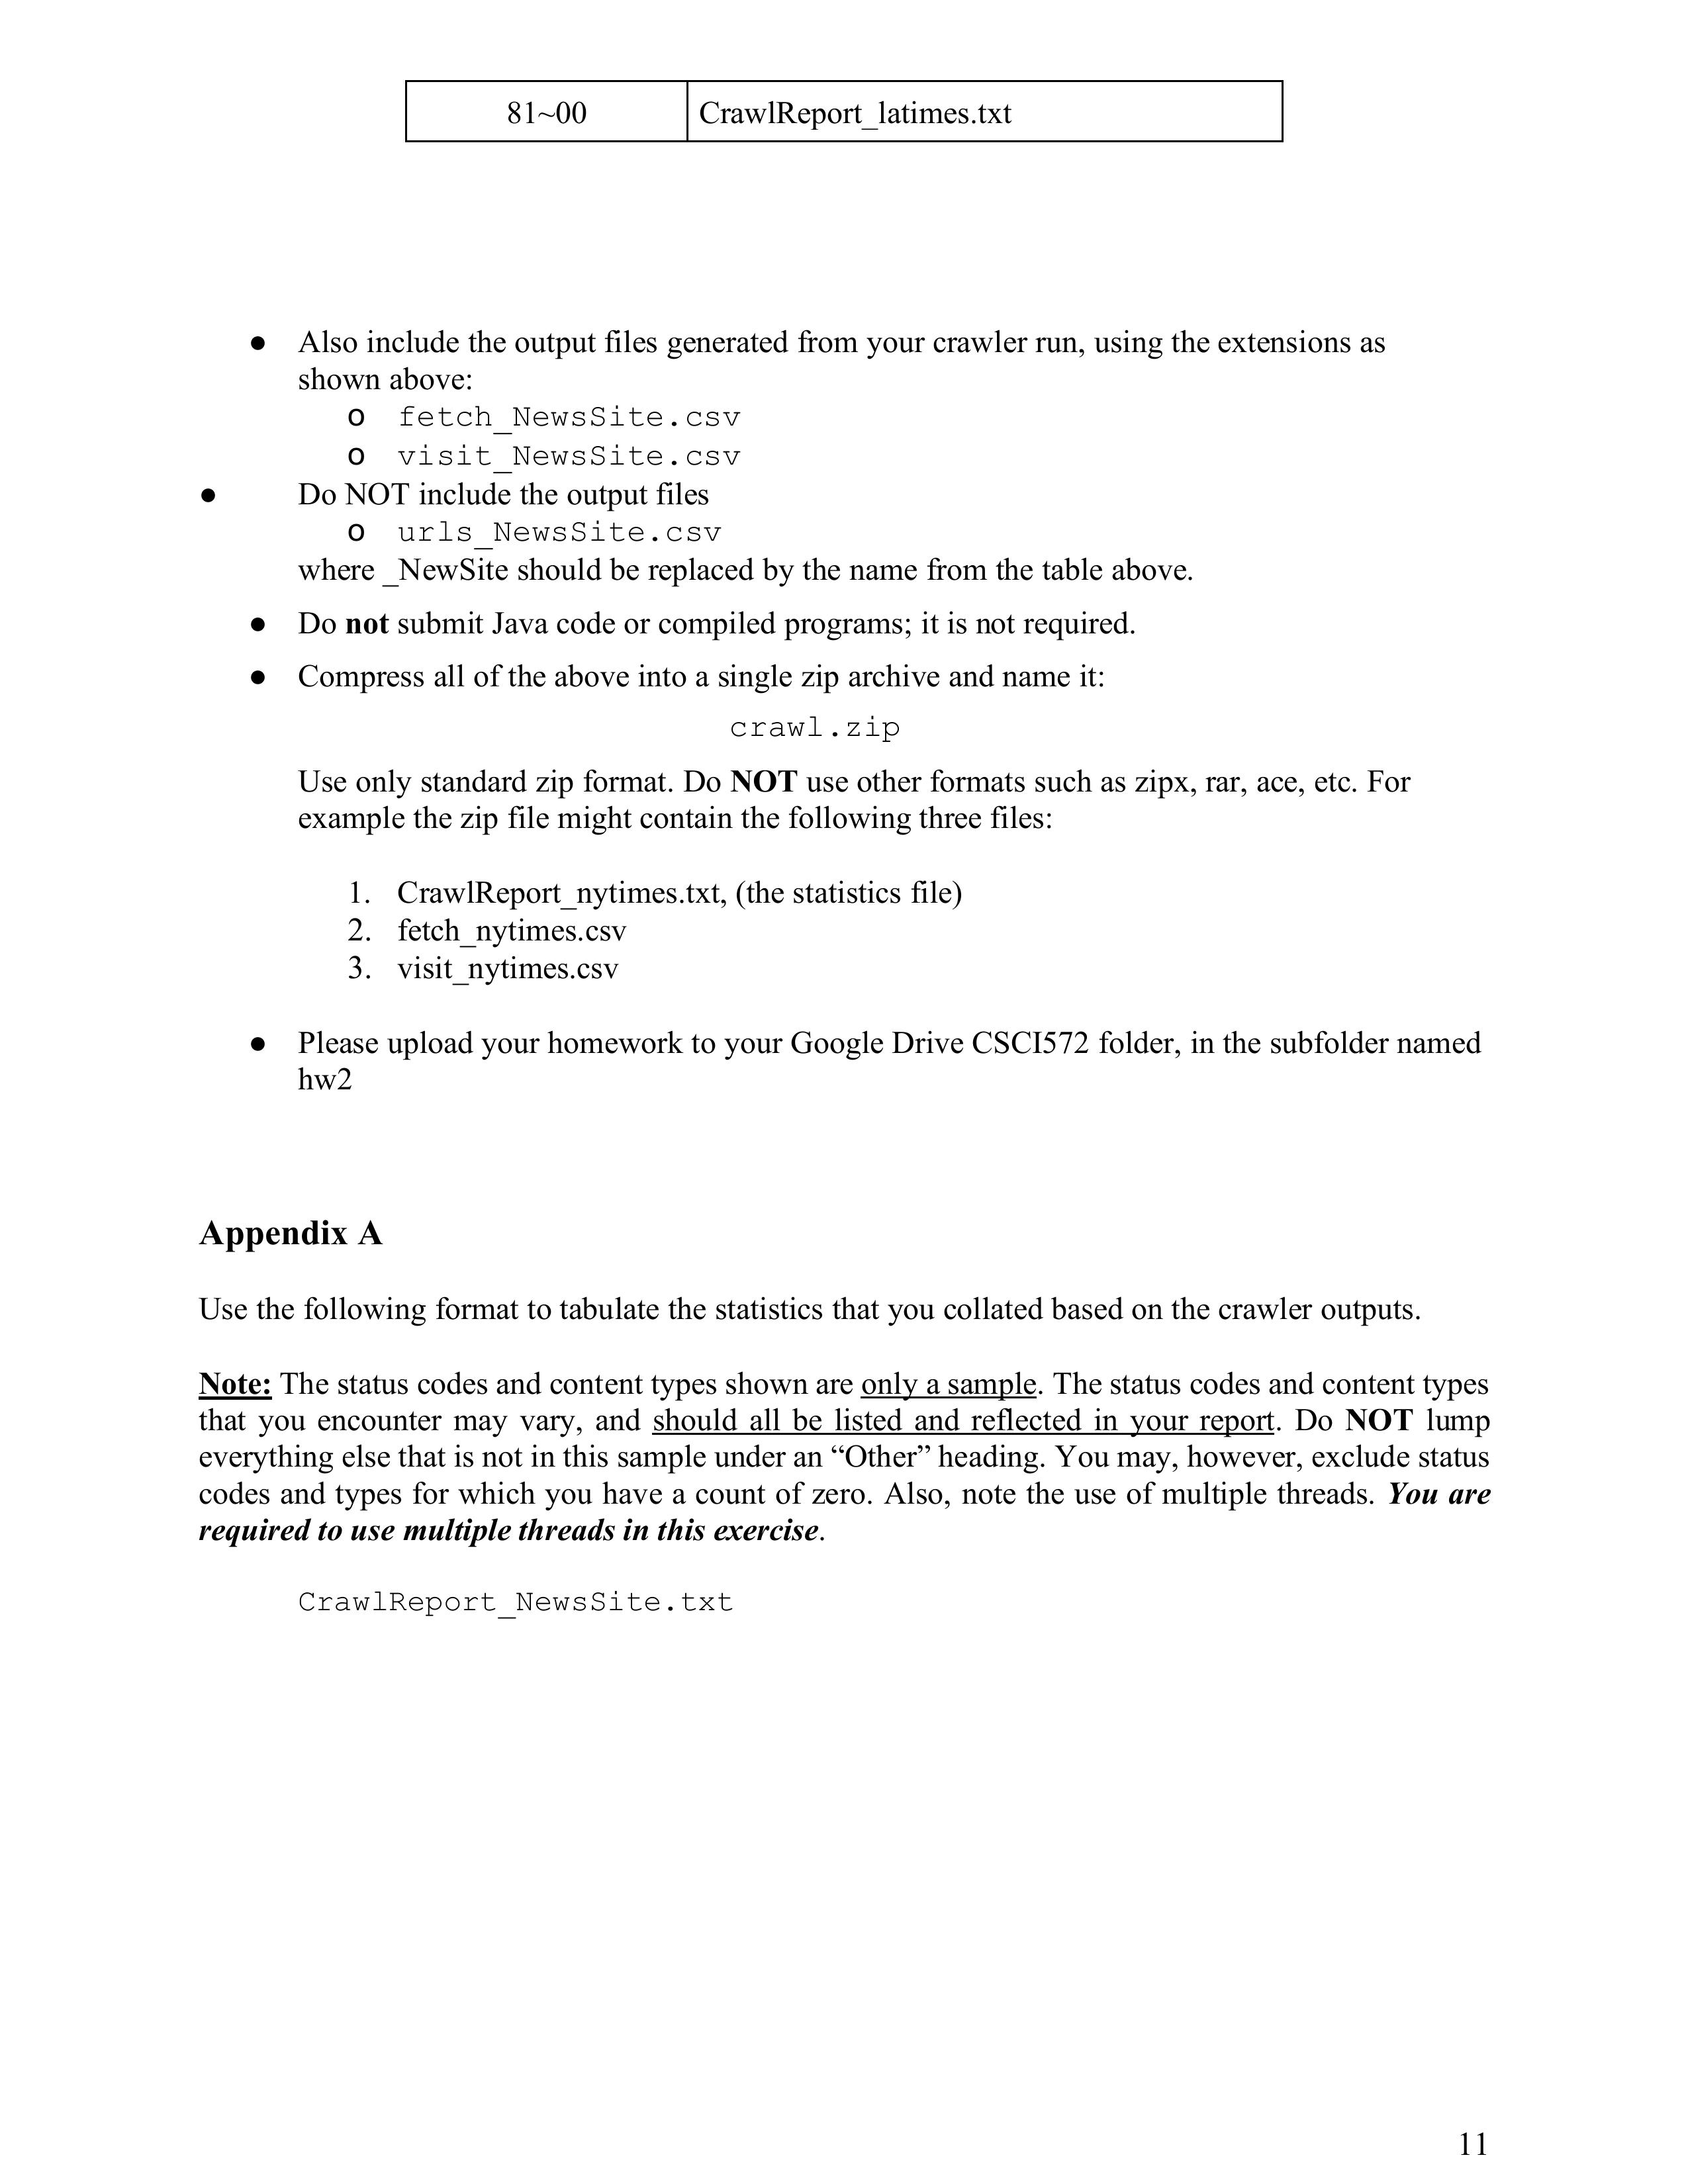 81~00 CrawlReport_latimes.txt
● Also include the output files generated from your crawler run, using the extensions as
shown above:
o fetch_NewsSite.csv
o visit_NewsSite.csv
● Do NOT include the output files
o urls_NewsSite.csv
where _NewSite should be replaced by the name from the table above.
● Do not submit Java code or compiled programs; it is not required.
● Compress all of the above into a single zip archive and name it:
crawl.zip
Use only standard zip format. Do NOT use other formats such as zipx, rar, ace, etc. For
example the zip file might contain the following three files:
1. CrawlReport_nytimes.txt, (the statistics file)
2. fetch_nytimes.csv
3. visit_nytimes.csv
● Please upload your homework to your Google Drive CSCI572 folder, in the subfolder named
hw2
Appendix A
Use the following format to tabulate the statistics that you collated based on the crawler outputs.
Note: The status codes and content types shown are only a sample. The status codes and content types
that you encounter may vary, and should all be listed and reflected in your report. Do NOT lump
everything else that is not in this sample under an “Other” heading. You may, however, exclude status
codes and types for which you have a count of zero. Also, note the use of multiple threads. You are
required to use multiple threads in this exercise.
CrawlReport_NewsSite.txt
11